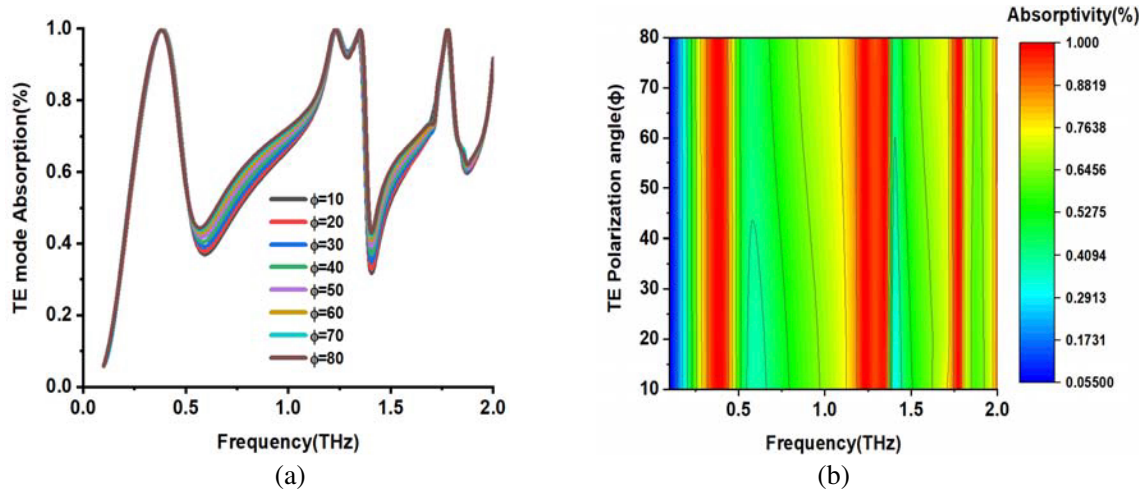 TE mode Absorption(%)
1.0
0.8
0.6
0.4
0.2
0.0
ϕ=10
ϕ=20
ϕ=30
ϕ=40
ϕ=50
ϕ=60
ϕ=70
ϕ=80
0.0 0.5 1.0 1.5 2.0
Frequency(THz)
(a)
TE Polarization angle(ϕ)
80
70
60
50
40
30
20
10
0.5 1.0 1.5 2.0
Frequency(THz)
Absorptivity(%)
1.000
0.8819
0.7638
0.6456
0.5275
0.4094
0.2913
0.1731
0.05500
(b)